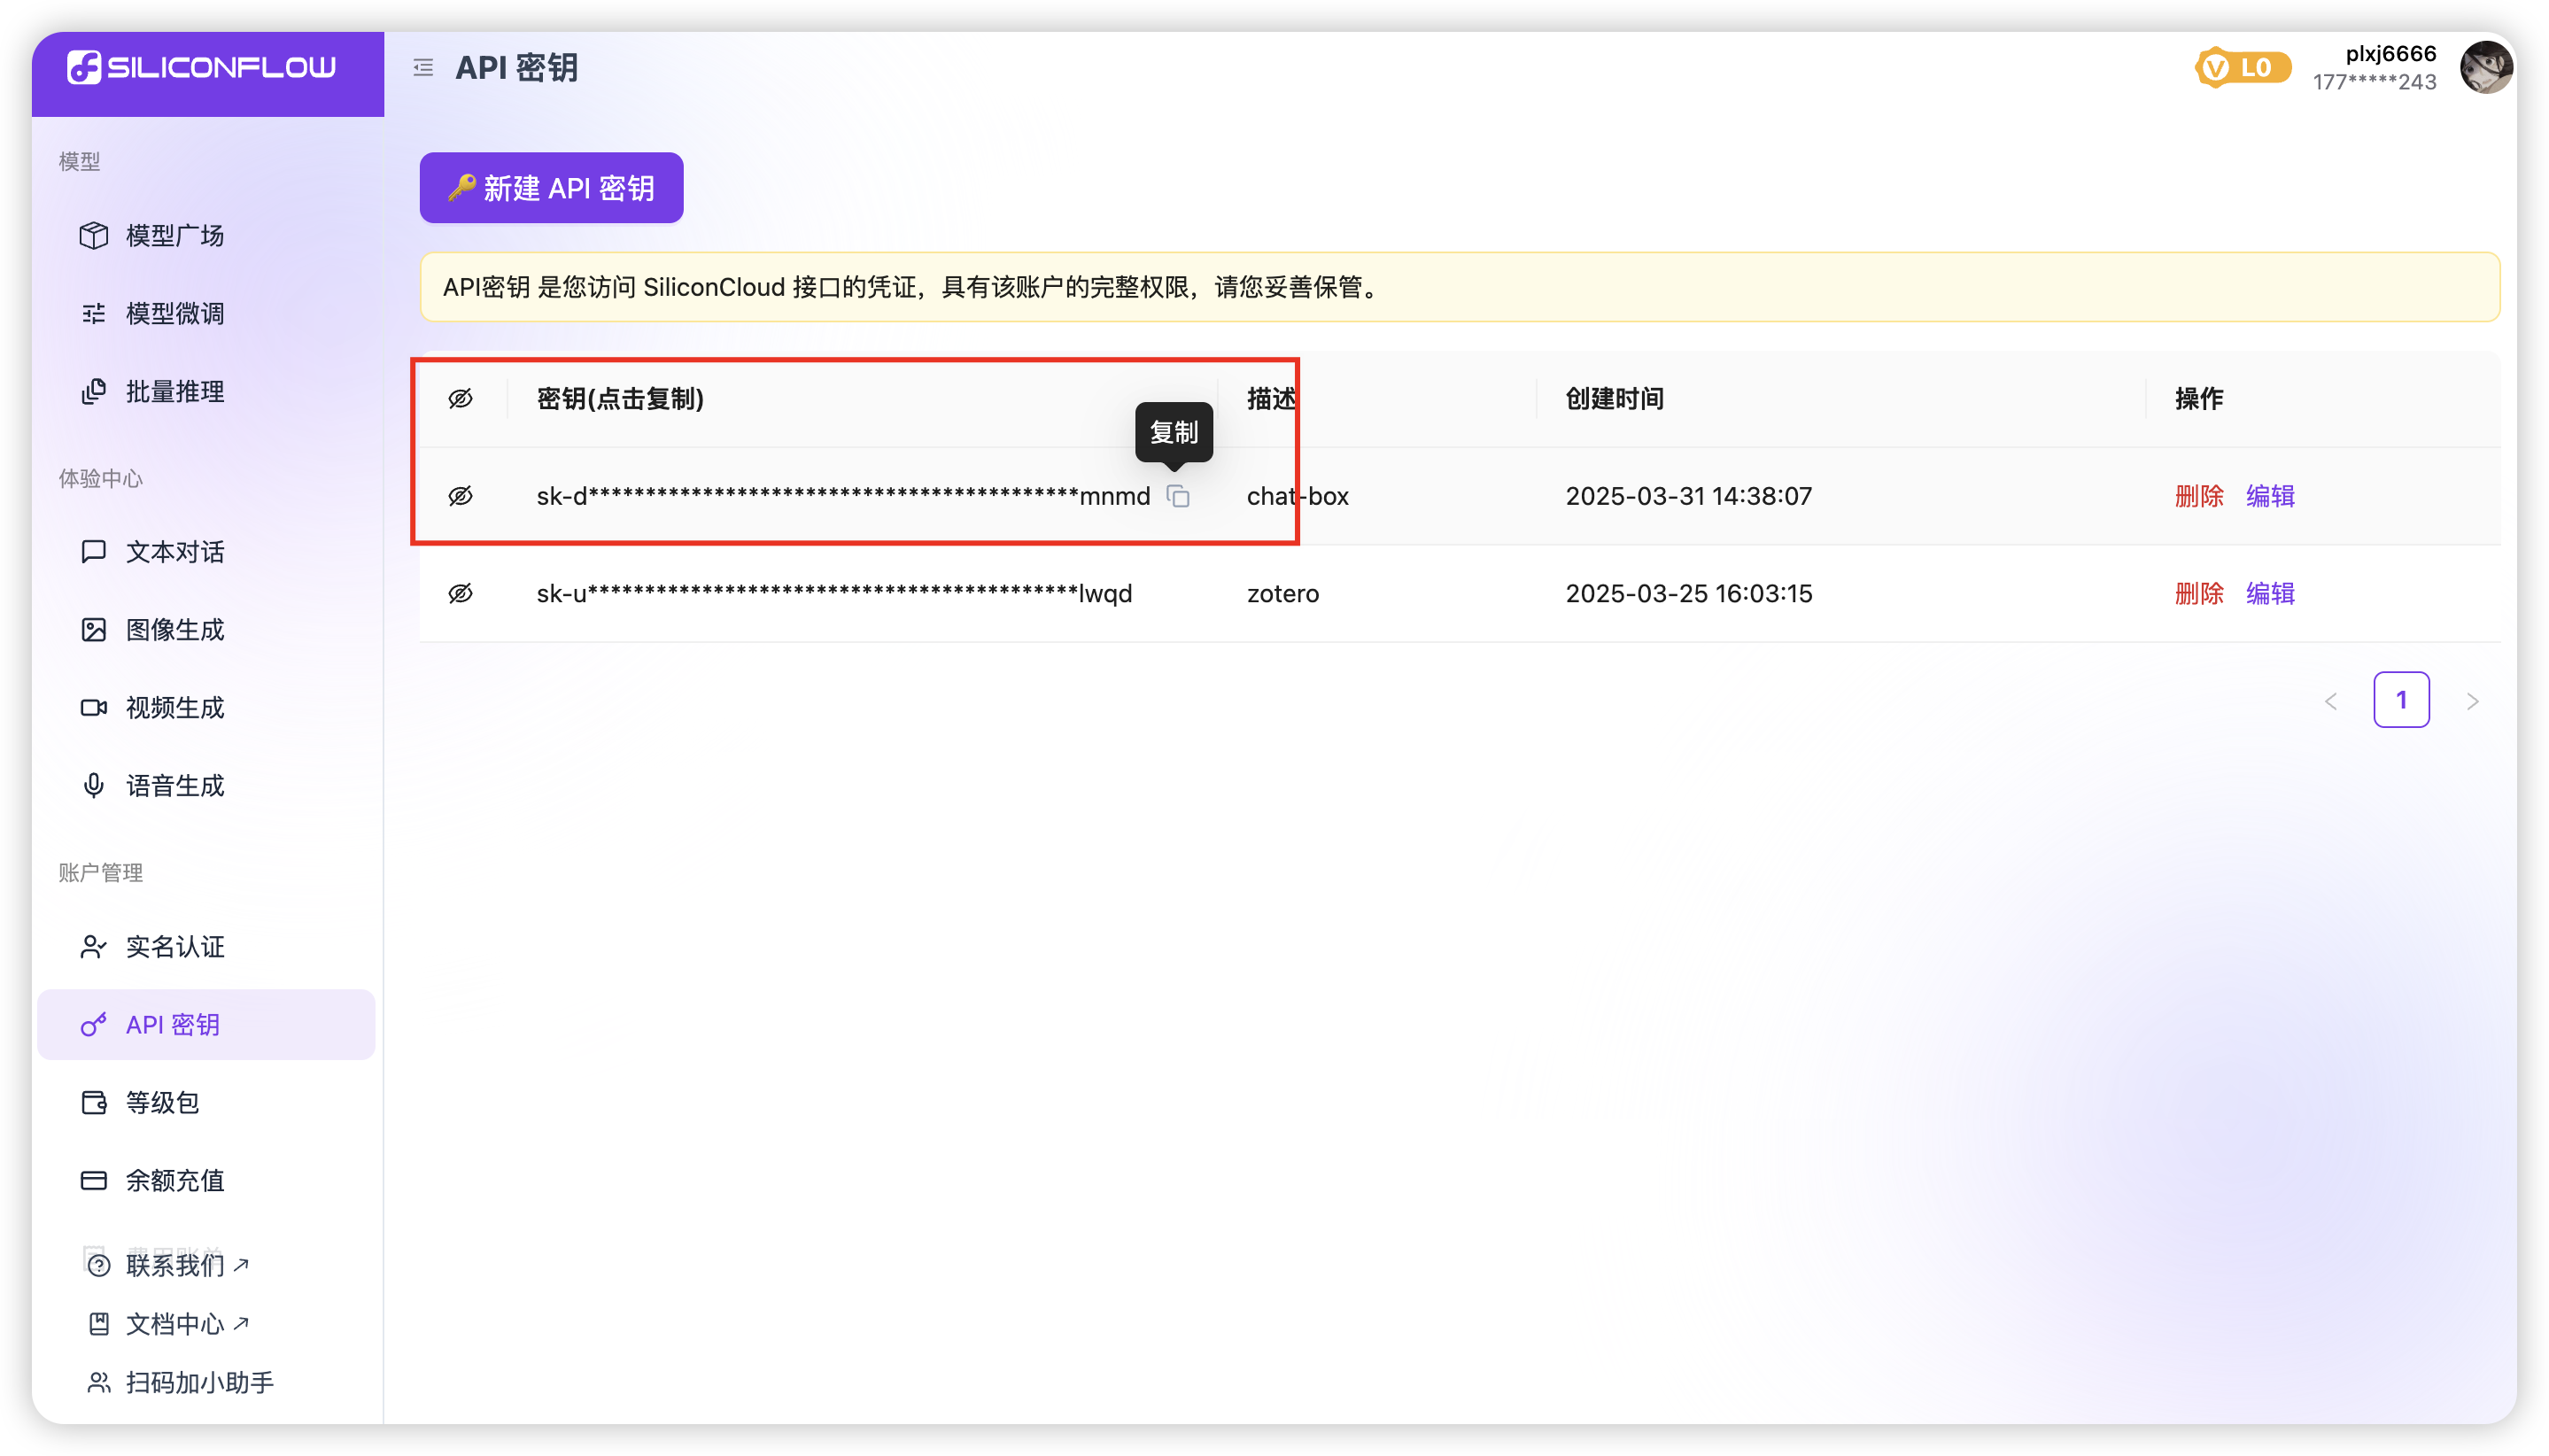 SILICONFLOW
API 密钥
L0
plxj6666
177*****243
模型
模型广场
模型微调
批量推理
体验中心
文本对话
图像生成
视频生成
语音生成
账户管理
实名认证
API 密钥
等级包
余额充值
费用账单
联系我们
文档中心
扫码加小助手
🔑 新建 API 密钥
API密钥 是您访问 SiliconCloud 接口的凭证，具有该账户的完整权限，请您妥善保管。
密钥(点击复制) 描述 创建时间 操作
复制
sk-d********************************************mnmd chat-box 2025-03-31 14:38:07 删除 编辑
sk-u********************************************lwqd zotero 2025-03-25 16:03:15 删除 编辑
1